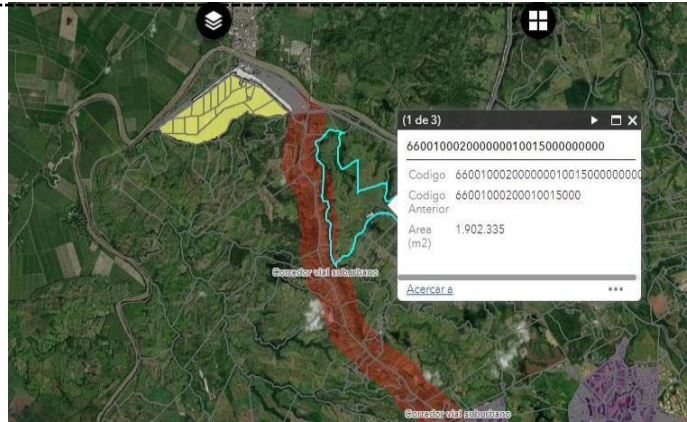 (1 de 3)
660010002000000010015000000000
Codigo 660010002000000010015000000000
Codigo 66001000200010015000
Anterior
Area 1.902.335
(m2)
Acercar a
Corredor vial suburbano
Corredor vial suburbano